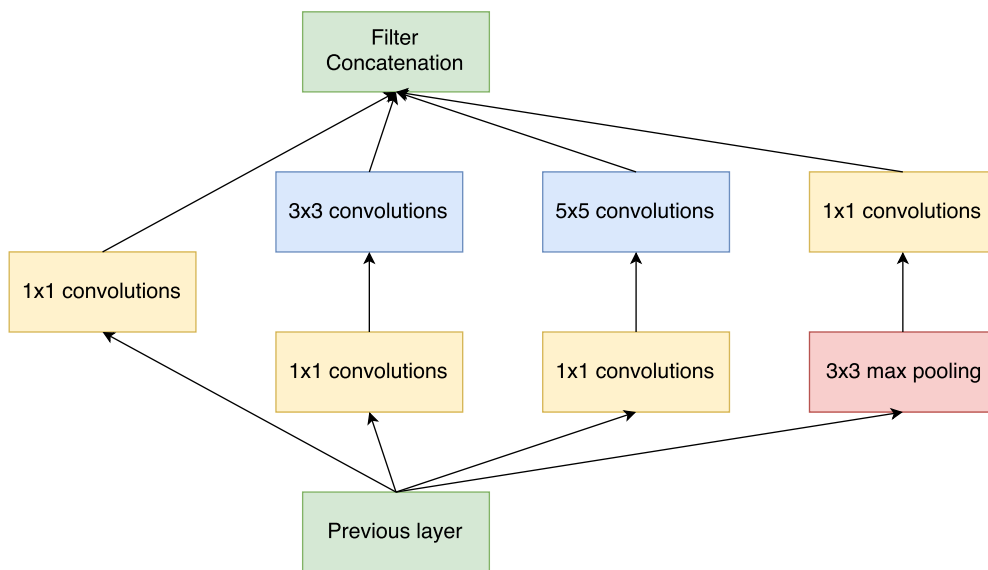 Filter
Concatenation
3x3 convolutions
5x5 convolutions
1x1 convolutions
1x1 convolutions
1x1 convolutions
1x1 convolutions
3x3 max pooling
Previous layer